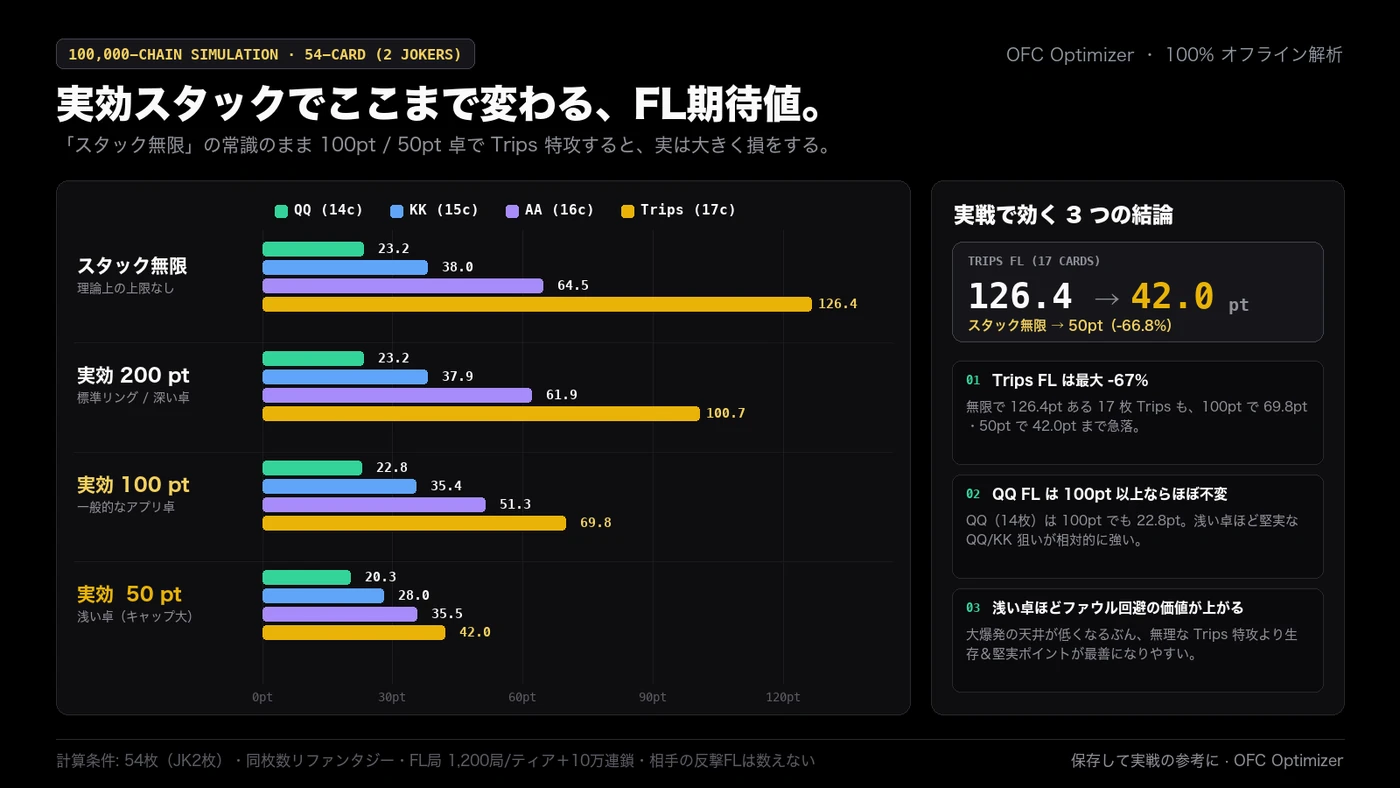 100,000–CHAIN SIMULATION · 54–CARD (2 JOKERS)
OFC Optimizer ・ 100% オフライン解析
実効スタックでここまで変わる、FL期待値。
「スタック無限」の常識のまま 100pt / 50pt 卓で Trips 特攻すると、実は大きく損をする。
QQ (14c) KK (15c) AA (16c) Trips (17c)
スタック無限
理論上の上限なし
23.2
38.0
64.5
126.4
実効 200 pt
標準リング / 深い卓
23.2
37.9
61.9
100.7
実効 100 pt
一般的なアプリ卓
22.8
35.4
51.3
69.8
実効 50 pt
浅い卓（キャップ大）
20.3
28.0
35.5
42.0
0pt 30pt 60pt 90pt 120pt
実戦で効く 3 つの結論
TRIPS FL (17 CARDS)
126.4 → 42.0 pt
スタック無限 → 50pt（-66.8%）
01 Trips FL は最大 -67%
無限で 126.4pt ある 17 枚 Trips も、100pt で 69.8pt
・50pt で 42.0pt まで急落。
02 QQ FL は 100pt 以上ならほぼ不変
QQ（14枚）は 100pt でも 22.8pt。浅い卓ほど堅実な
QQ/KK 狙いが相対的に強い。
03 浅い卓ほどファウル回避の価値が上がる
大爆発の天井が低くなるぶん、無理な Trips 特攻より生
存＆堅実ポイントが最善になりやすい。
計算条件: 54枚（JK2枚）・同枚数リファンタジー・FL局 1,200局/ティア＋10万連鎖・相手の反撃FLは数えない
保存して実戦の参考に · OFC Optimizer